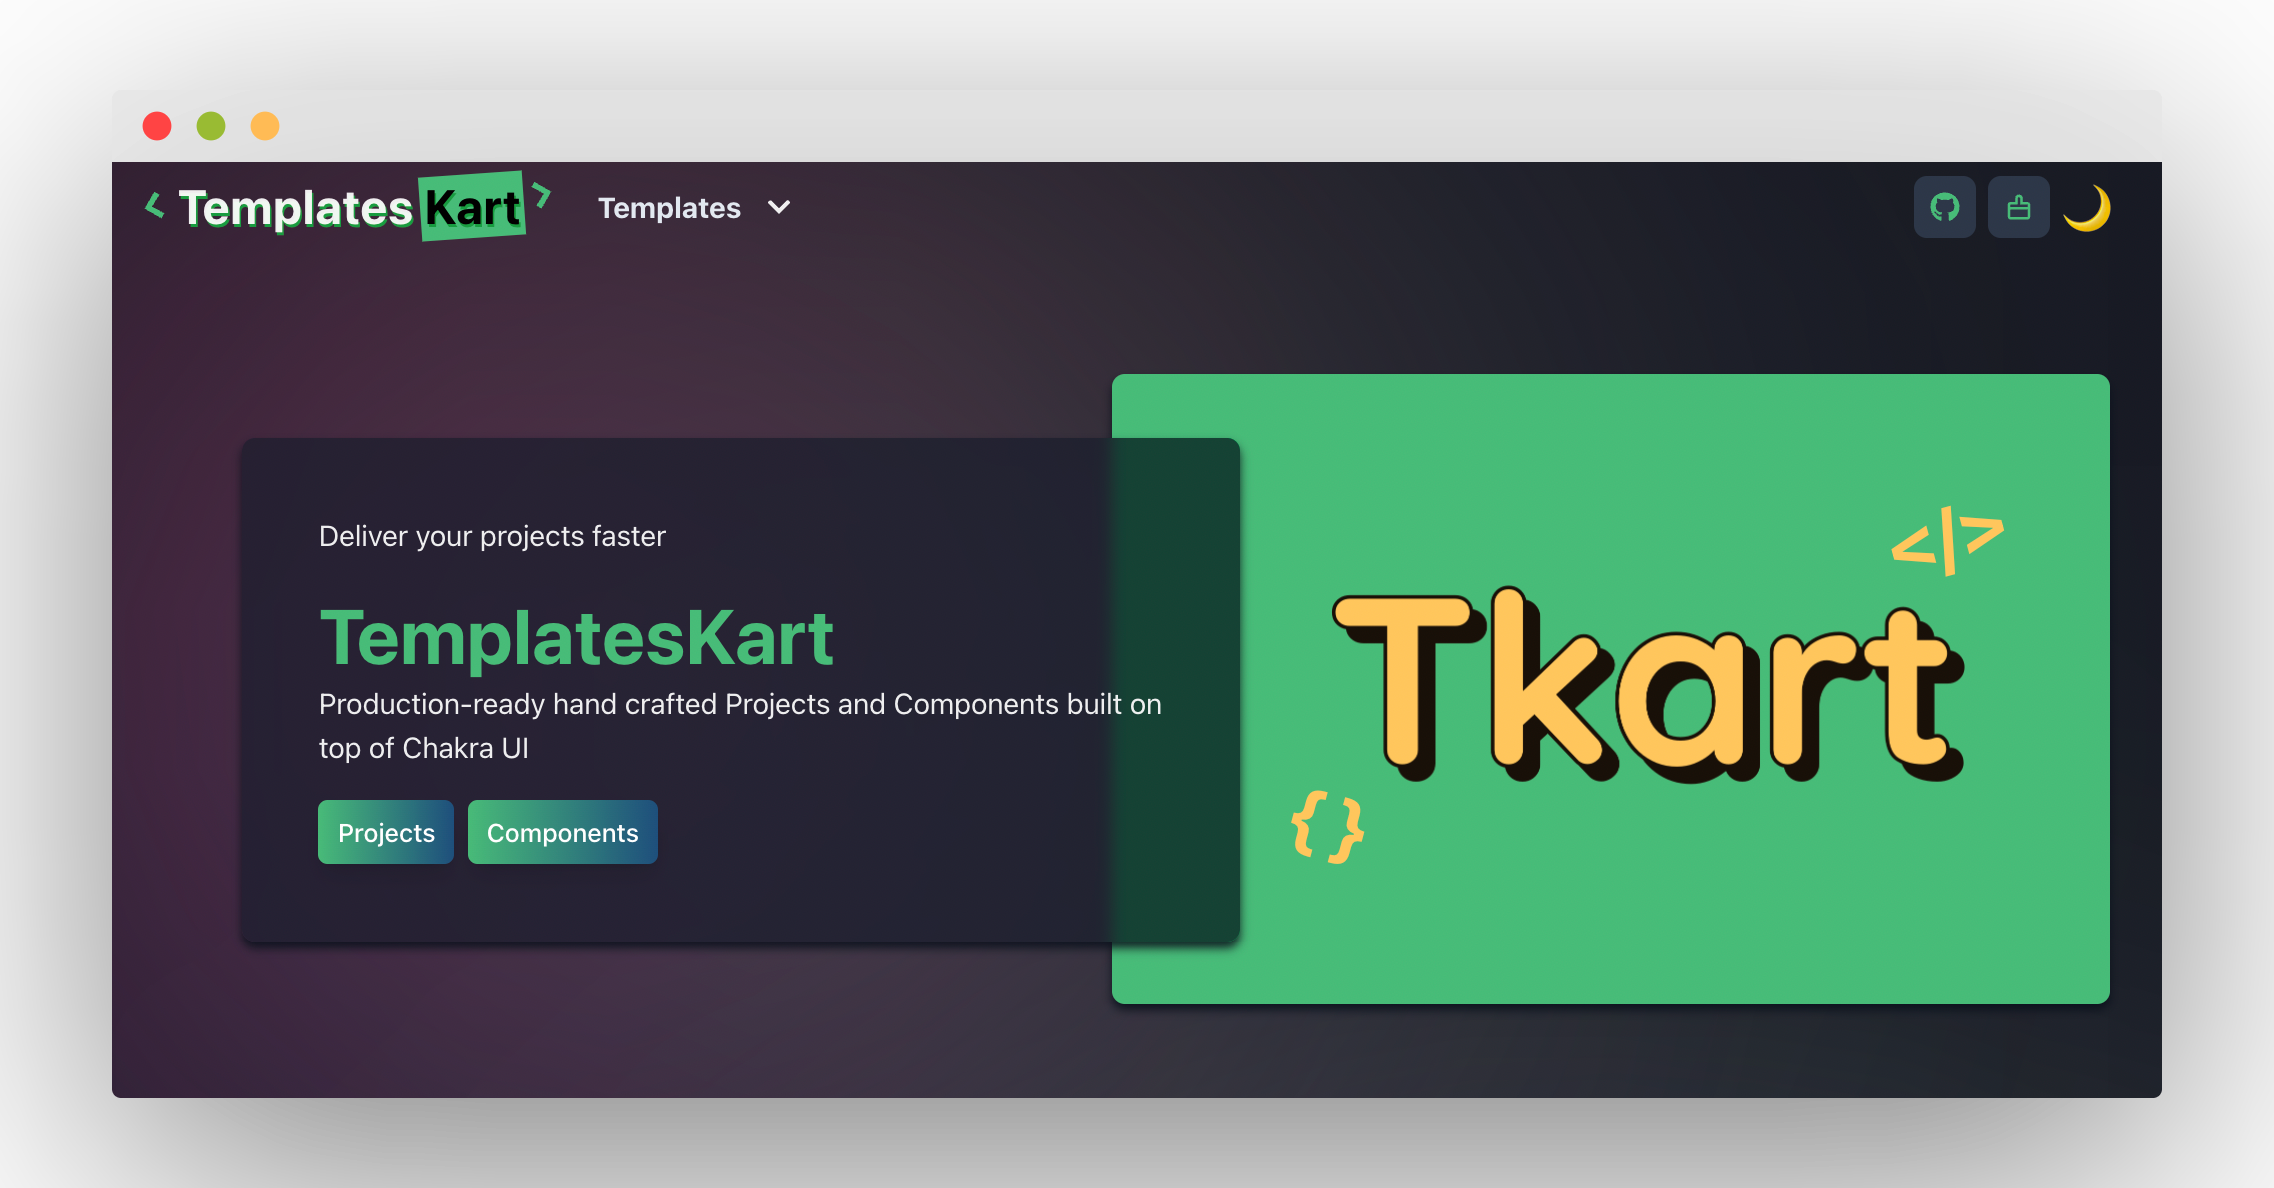 < Templates Kart >
Templates
Deliver your projects faster
TemplatesKart
Production-ready hand crafted Projects and Components built on
top of Chakra UI
Projects
Components
</>
Tkart
{}